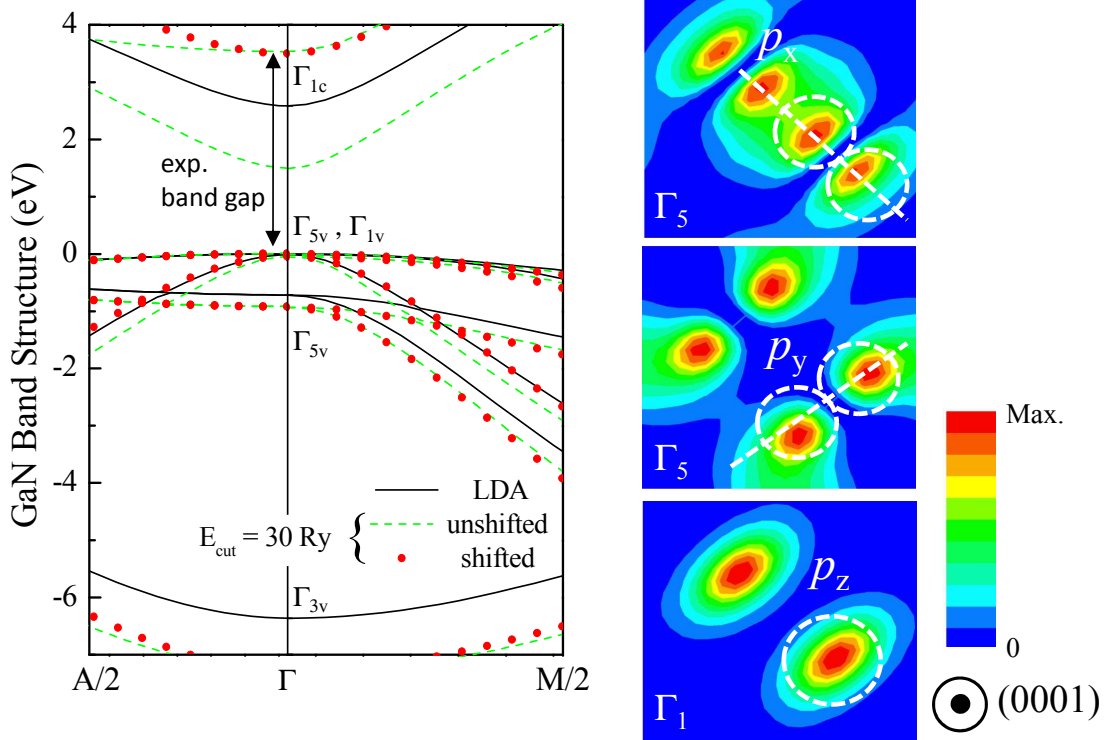 GaN Band Structure (eV)
4
2
0
-2
-4
-6
A/2
Γ
M/2
Γ1c
exp.
band gap
Γ5v , Γ1v
Γ5v
LDA
Ecut = 30 Ry { unshifted
shifted
Γ3v
px
Γ5
py
Γ5
pz
Γ1
Max.
0
(0001)